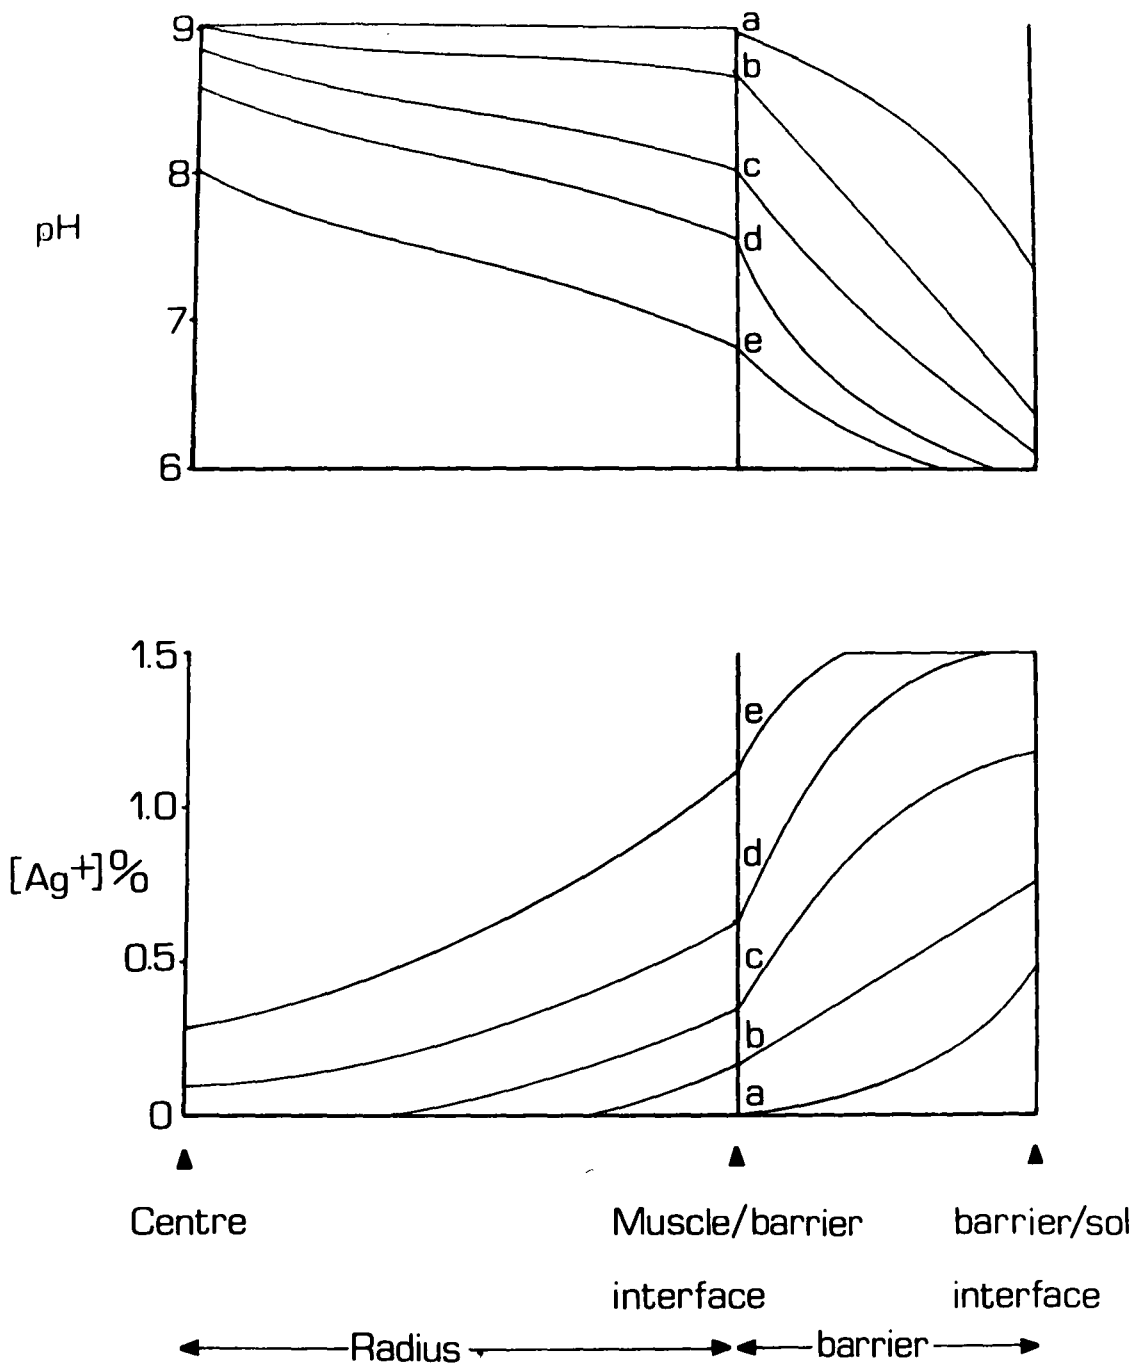 9
8
pH
7
6
a
b
c
d
e
1.5
1.0
[Ag+]%
0.5
0
e
d
c
b
a
Centre
Muscle/barrier
interface
barrier/sol
interface
Radius
barrier